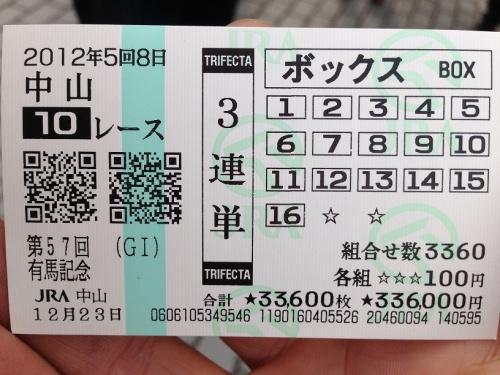 2012年5回8日
中山
10レース
第57回 (GI)
有馬記念
JRA 中山
12月23日
TRIFECTA
3連単
TRIFECTA
ボックス BOX
1 2 3 4 5
6 7 8 9 10
11 12 13 14 15
16 ☆ ☆
組合せ数3360
各組 ☆☆☆100円
合計 ★33,600枚 ★336,000円
0606105349546 1190160405526 20460094 140595
JRA
JRA
JRA